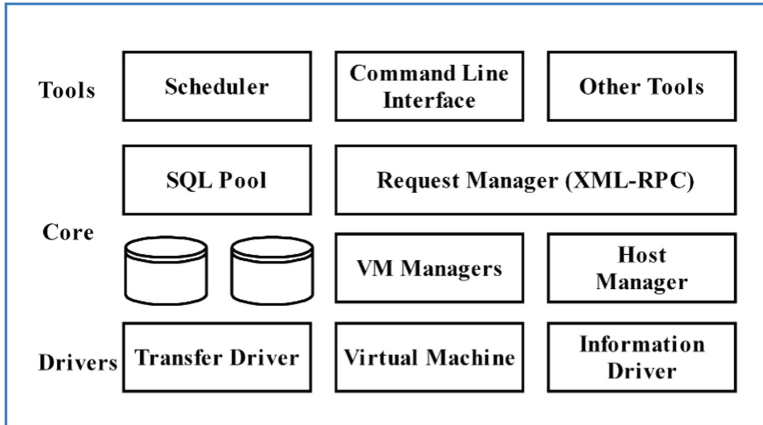 Tools
Scheduler
Command Line
Interface
Other Tools
Core
SQL Pool
Request Manager (XML-RPC)
VM Managers
Host
Manager
Drivers
Transfer Driver
Virtual Machine
Information
Driver